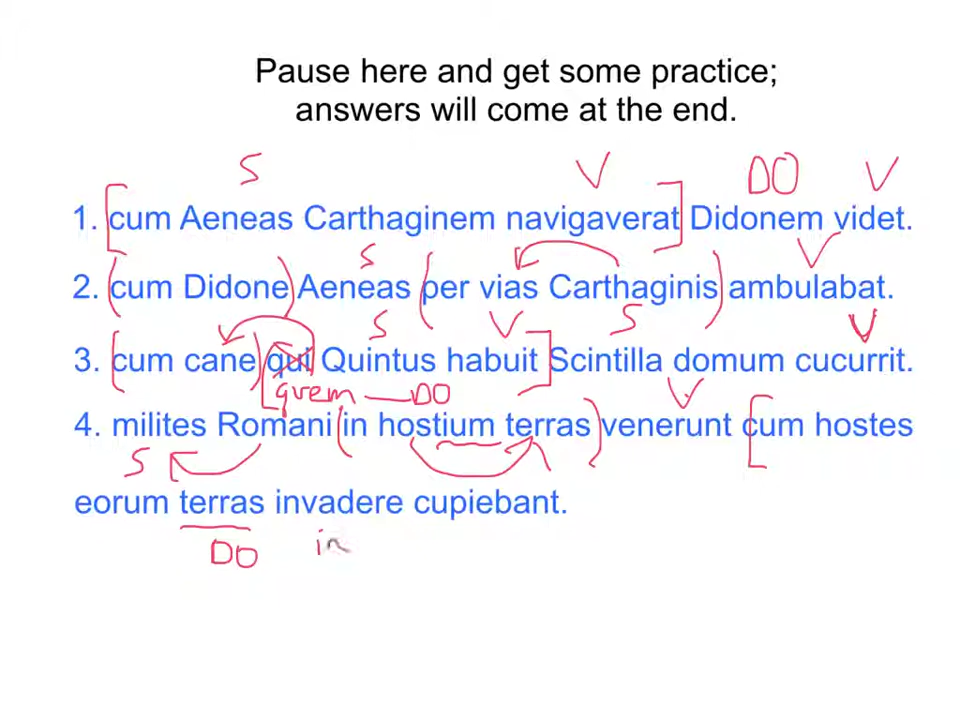 Pause here and get some practice;
answers will come at the end.
S V DO V
1. [cum Aeneas Carthaginem navigaverat] Didonem videt.
S V
2. (cum Didone) Aeneas (per vias Carthaginis) ambulabat.
S V S V
3. (cum cane) [qui Quintus habuit] Scintilla domum cucurrit.
quem DO
V
4. milites Romani (in hostium terras) venerunt [cum hostes
S
eorum terras invadere cupiebant.
DO in